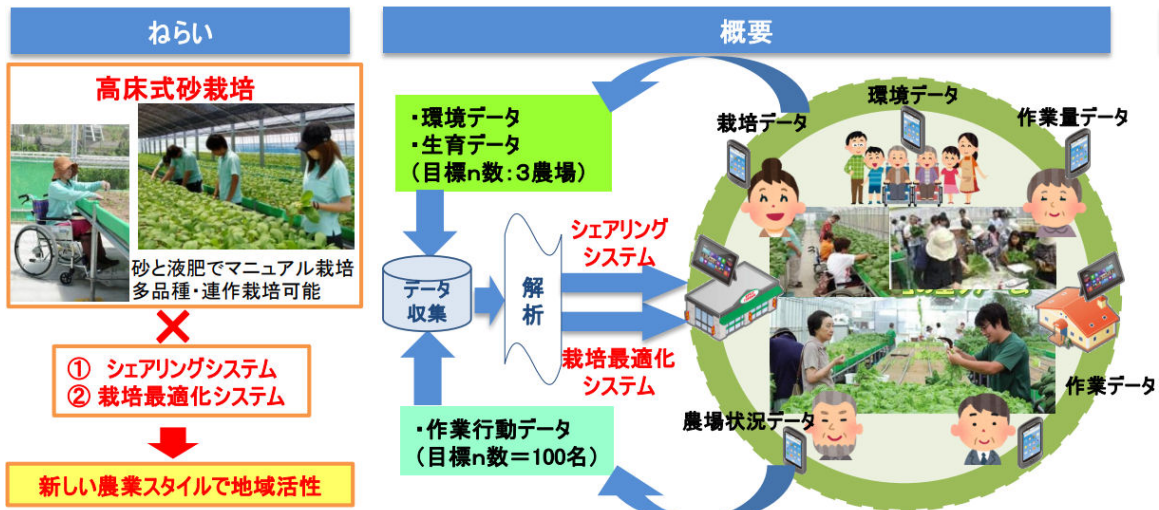 ねらい
高床式砂栽培
砂と液肥でマニュアル栽培
多品種・連作栽培可能
① シェアリングシステム
② 栽培最適化システム
新しい農業スタイルで地域活性
概要
・環境データ
・生育データ
(目標n数:3農場)
データ
収集
・作業行動データ
(目標n数=100名)
解
析
シェアリング
システム
栽培最適化
システム
環境データ
栽培データ
作業量データ
作業データ
農場状況データ